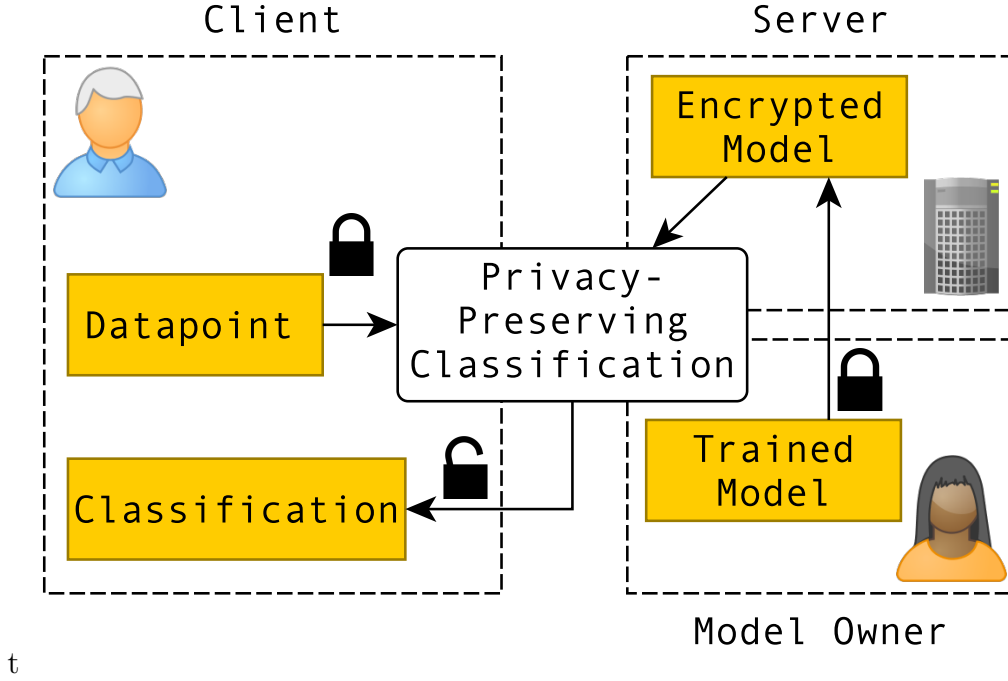 Client
Server
Encrypted
Model
Privacy-
Preserving
Classification
Datapoint
Trained
Model
Classification
Model Owner
t